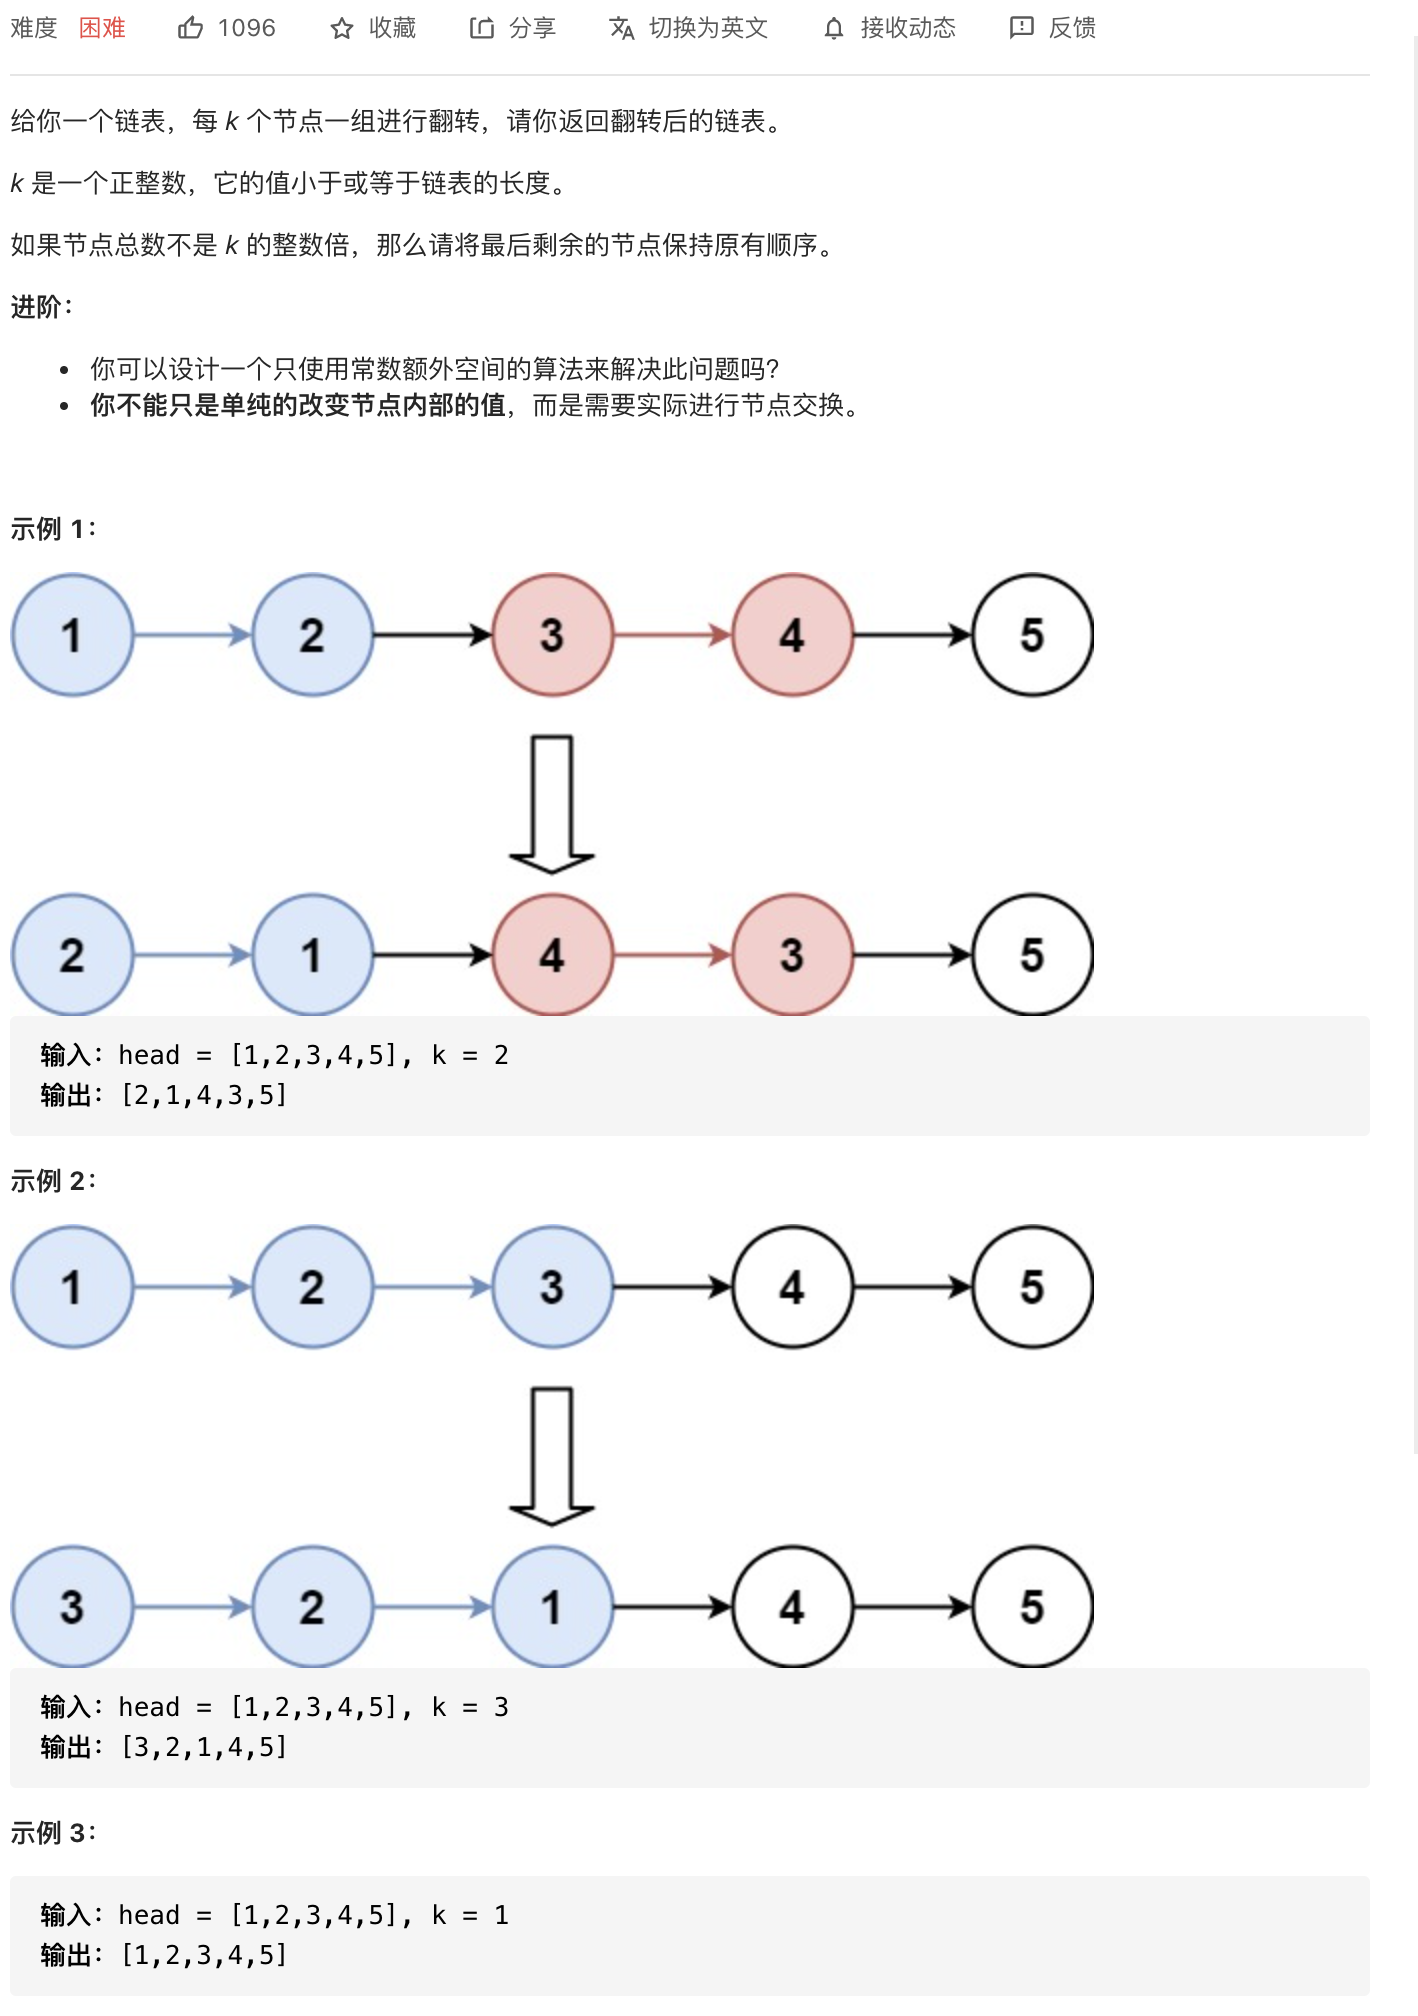 难度 困难 1096 收藏 分享 切换为英文 接收动态 反馈
给你一个链表，每 k 个节点一组进行翻转，请你返回翻转后的链表。
k 是一个正整数，它的值小于或等于链表的长度。
如果节点总数不是 k 的整数倍，那么请将最后剩余的节点保持原有顺序。
进阶：
你可以设计一个只使用常数额外空间的算法来解决此问题吗？
你不能只是单纯的改变节点内部的值，而是需要实际进行节点交换。
示例 1：
1 2 3 4 5
2 1 4 3 5
输入：head = [1,2,3,4,5], k = 2
输出：[2,1,4,3,5]
示例 2：
1 2 3 4 5
3 2 1 4 5
输入：head = [1,2,3,4,5], k = 3
输出：[3,2,1,4,5]
示例 3：
输入：head = [1,2,3,4,5], k = 1
输出：[1,2,3,4,5]